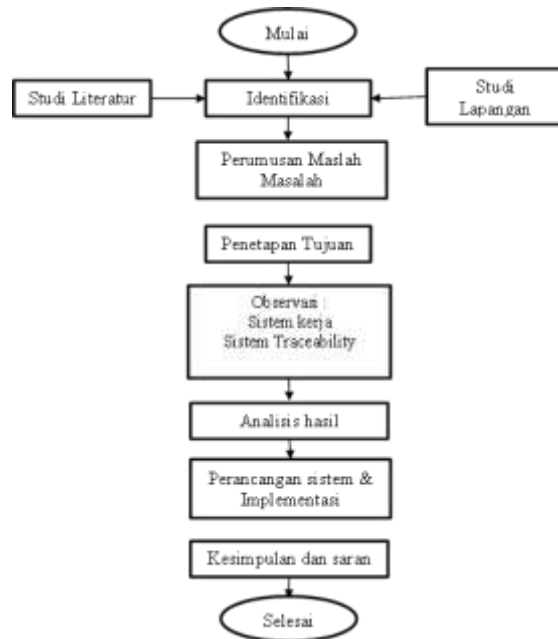 Mulai
Studi Literatur
Identifikasi
Studi
Lapangan
Perumusan Maslah
Masalah
Penetapan Tujuan
Observasi :
Sistem kerja
Sistem Traceability
Analisis hasil
Perancangan sistem &
Implementasi
Kesimpulan dan saran
Selesai